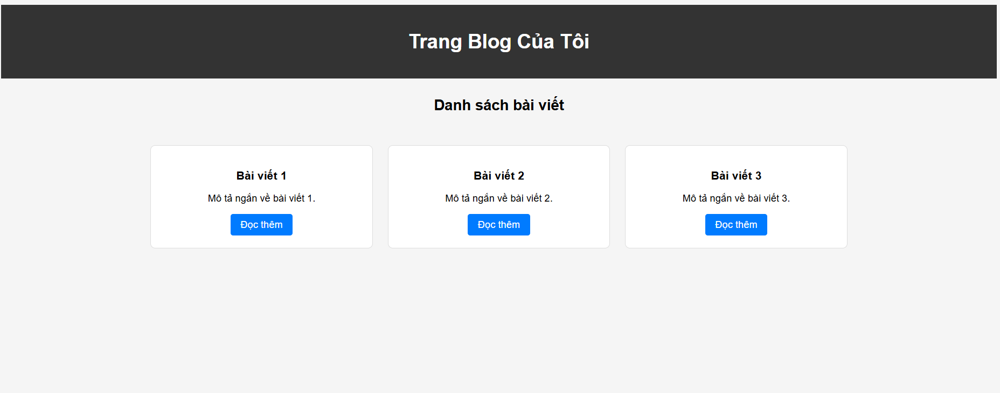 Trang Blog Của Tôi
Danh sách bài viết
Bài viết 1
Mô tả ngắn về bài viết 1.
Đọc thêm
Bài viết 2
Mô tả ngắn về bài viết 2.
Đọc thêm
Bài viết 3
Mô tả ngắn về bài viết 3.
Đọc thêm